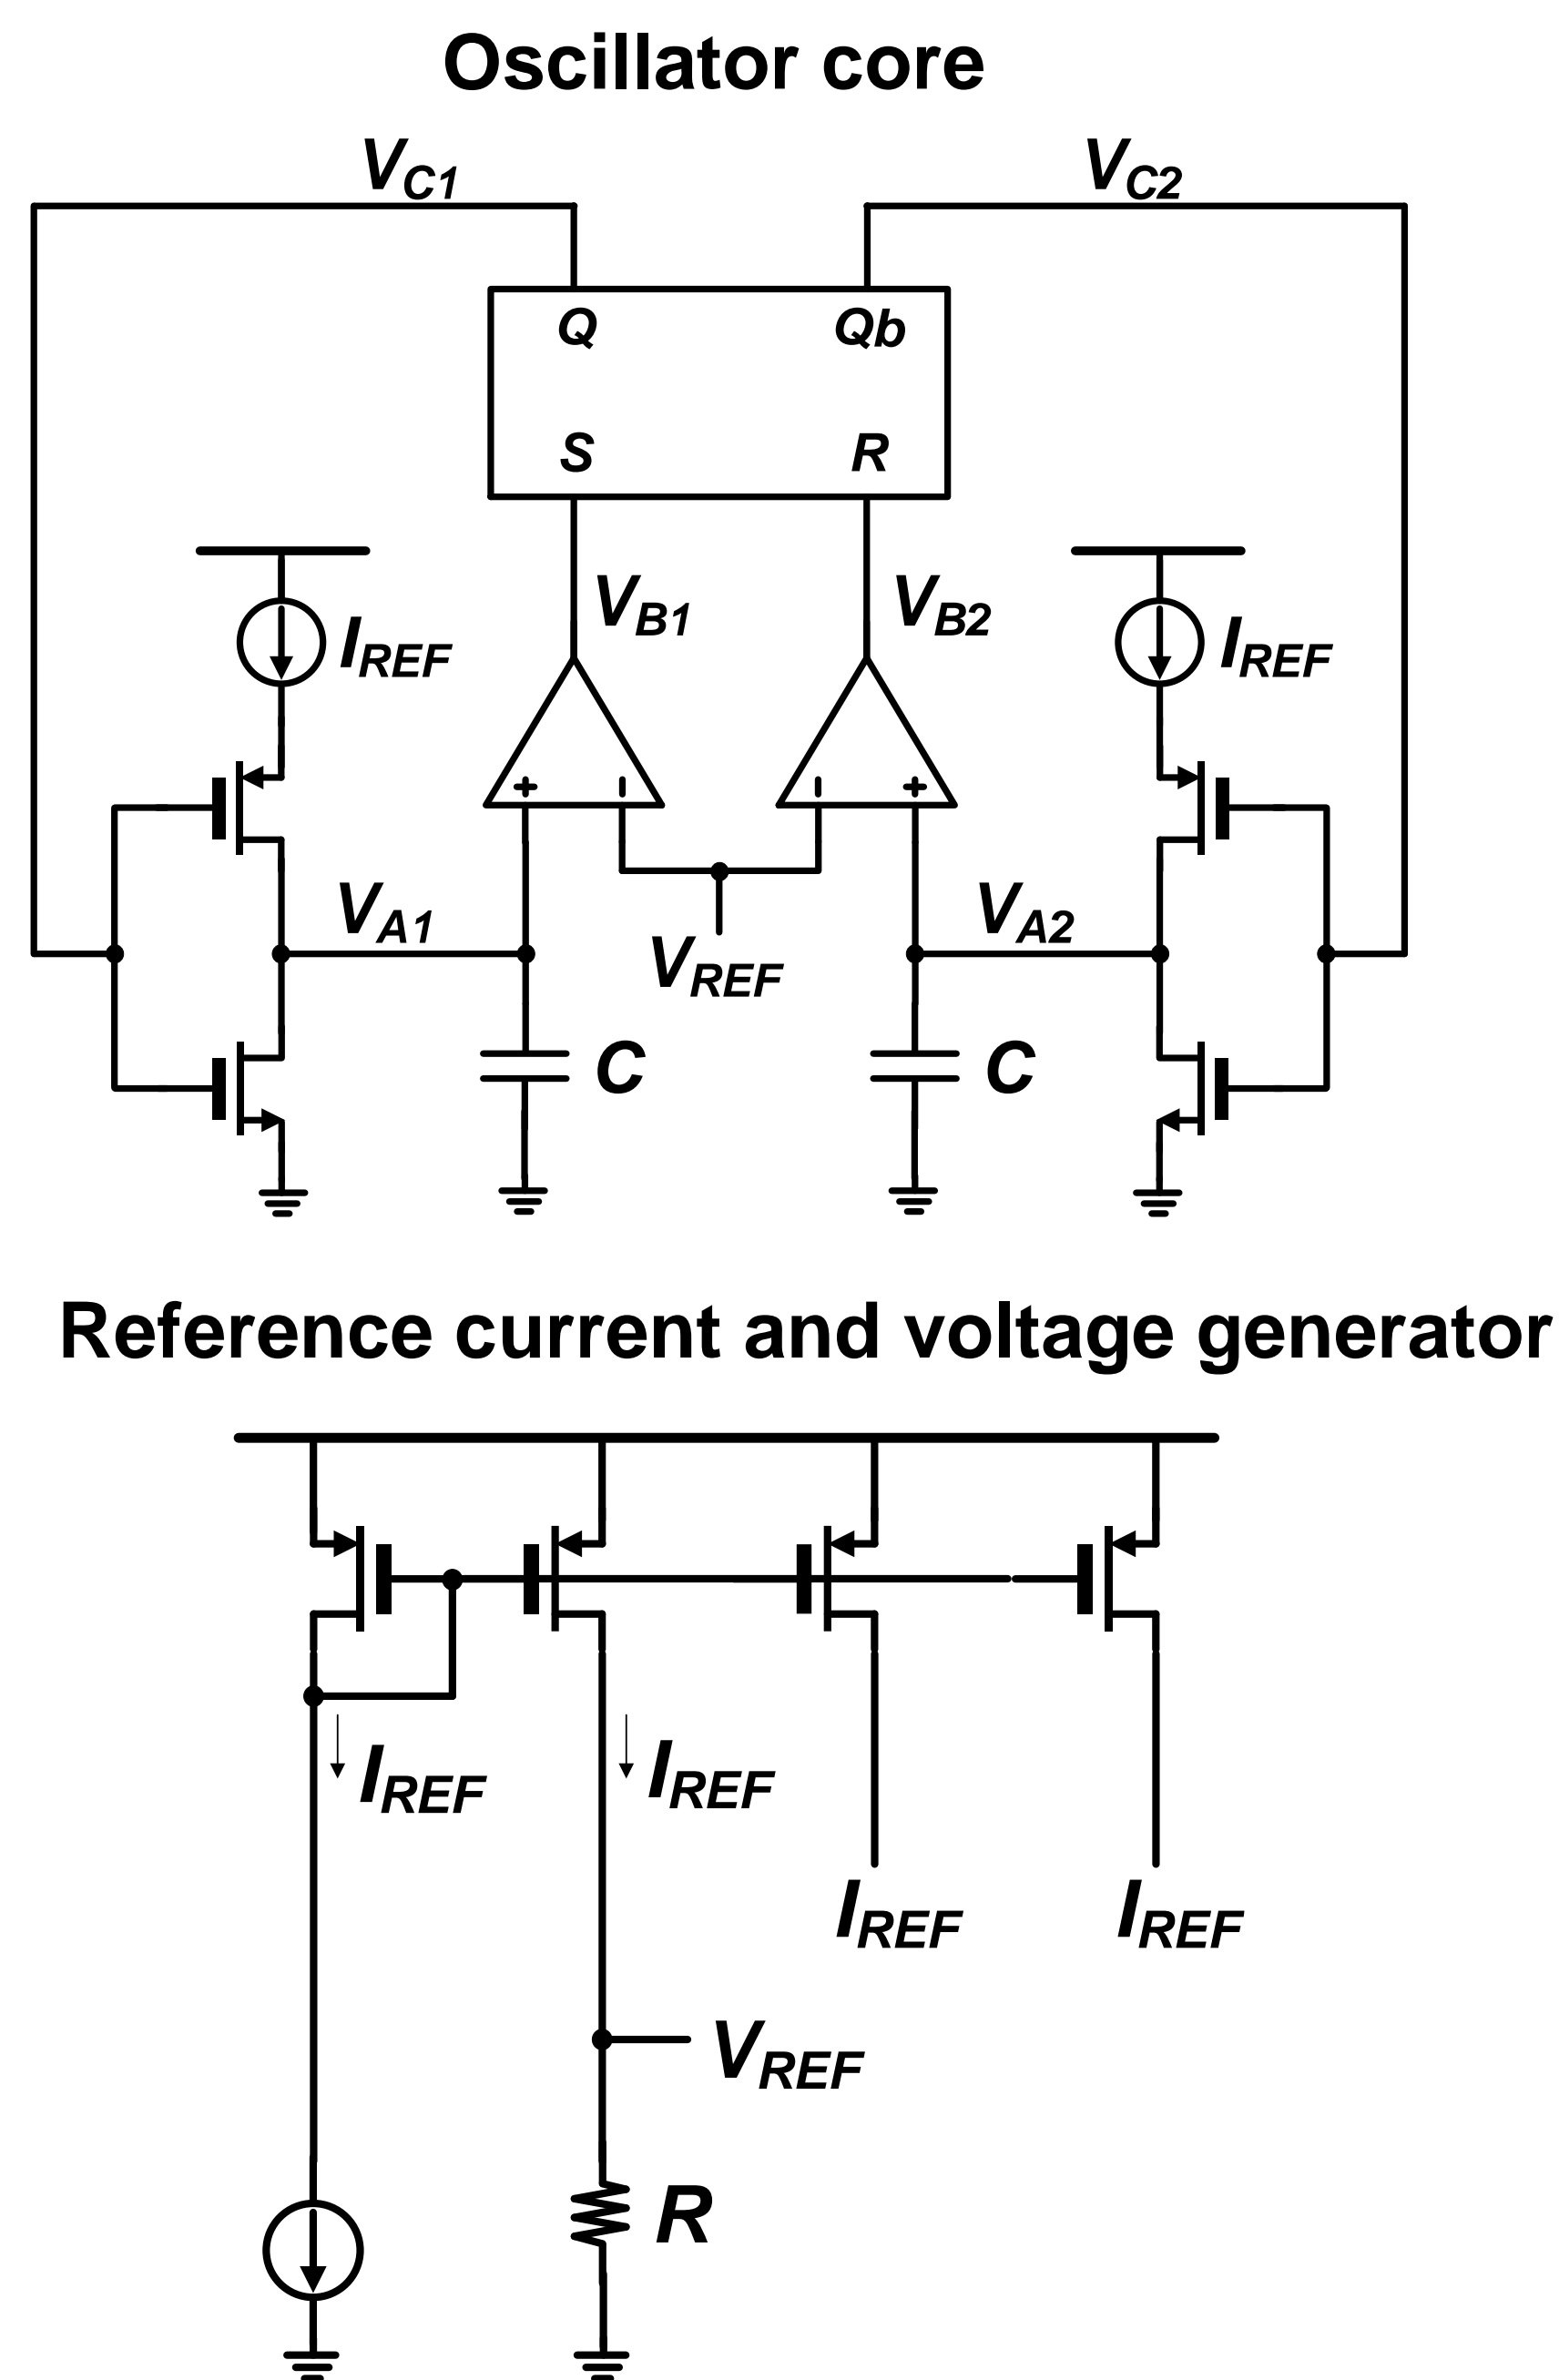 Oscillator core
VC1
VC2
Q
Qb
S
R
VB1
VB2
IREF
IREF
+
−
−
+
VA1
VA2
VREF
C
C
Reference current and voltage generator
IREF
IREF
IREF
IREF
VREF
R